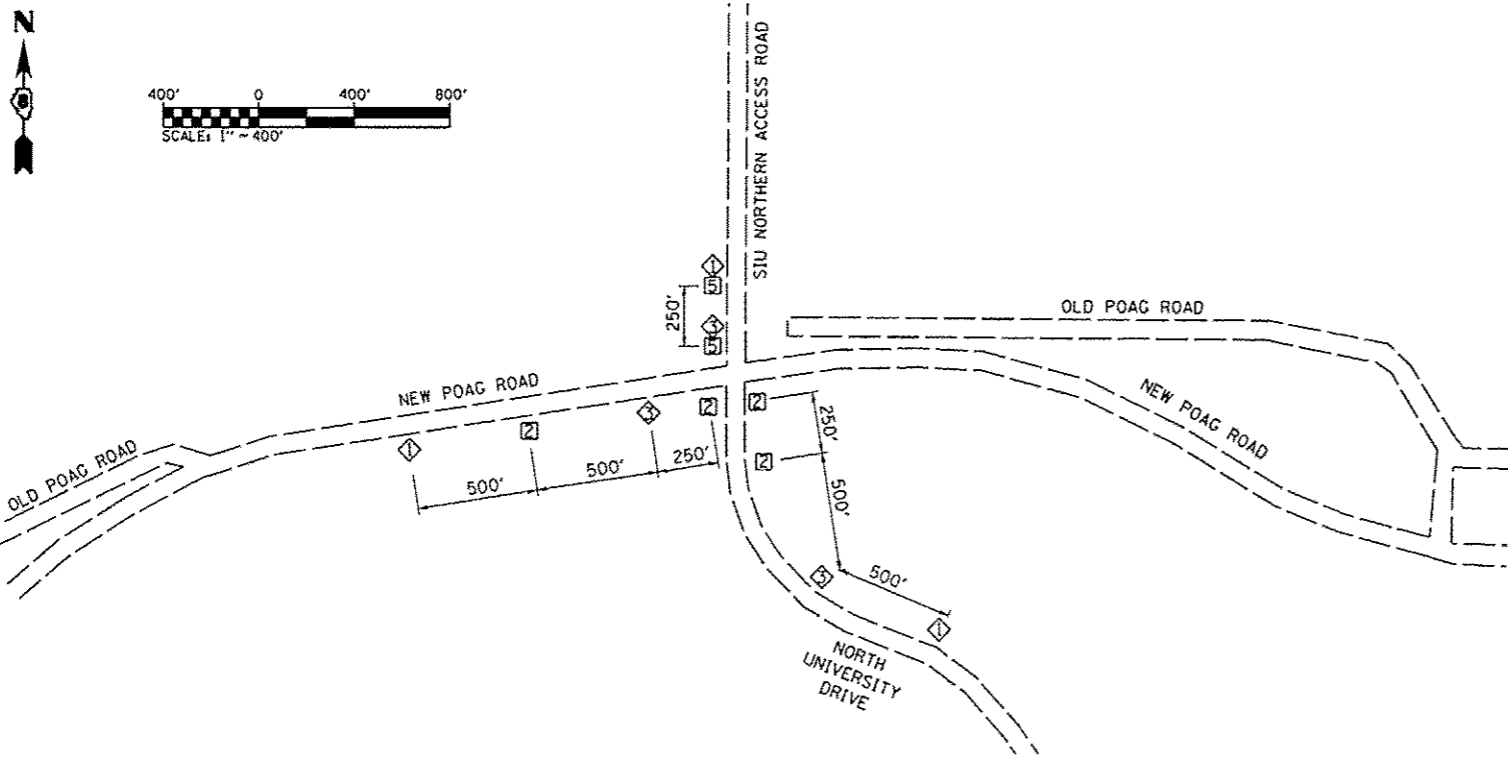 N
8
400' 0 400' 800'
SCALE: 1" ~ 400'
SIU NORTHERN ACCESS ROAD
1
5
250'
3
5
OLD POAG ROAD
NEW POAG ROAD
NEW POAG ROAD
OLD POAG ROAD
1
2
3
2
2
2
500'
500'
250'
250'
500'
3
500'
1
NORTH
UNIVERSITY
DRIVE